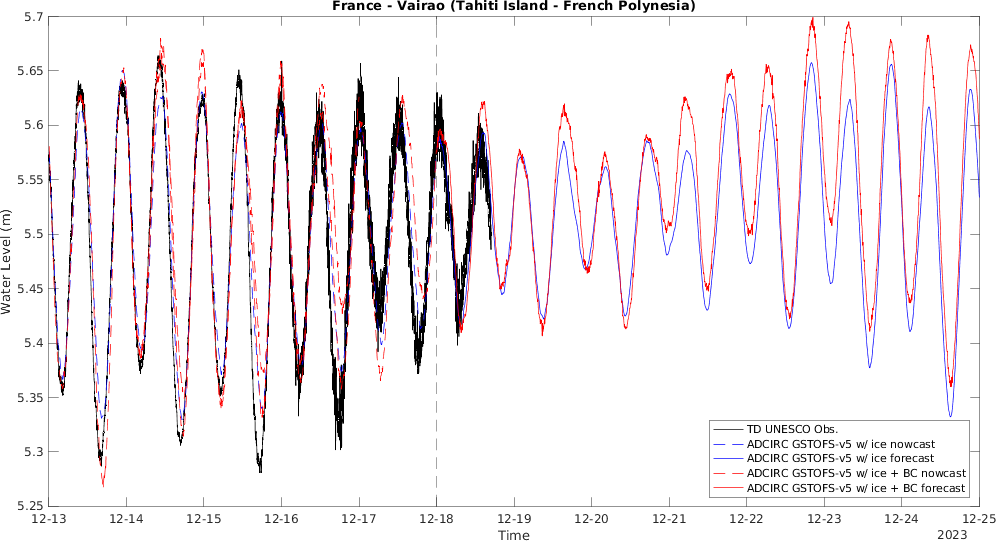 France - Vairao (Tahiti Island - French Polynesia)
5.7
5.65
5.6
5.55
5.5
5.45
5.4
5.35
5.3
5.25
Water Level (m)
TD UNESCO Obs.
ADCIRC GSTOFS-v5 w/ ice nowcast
ADCIRC GSTOFS-v5 w/ ice forecast
ADCIRC GSTOFS-v5 w/ ice + BC nowcast
ADCIRC GSTOFS-v5 w/ ice + BC forecast
12-13 12-14 12-15 12-16 12-17 12-18 12-19 12-20 12-21 12-22 12-23 12-24 12-25
Time
2023